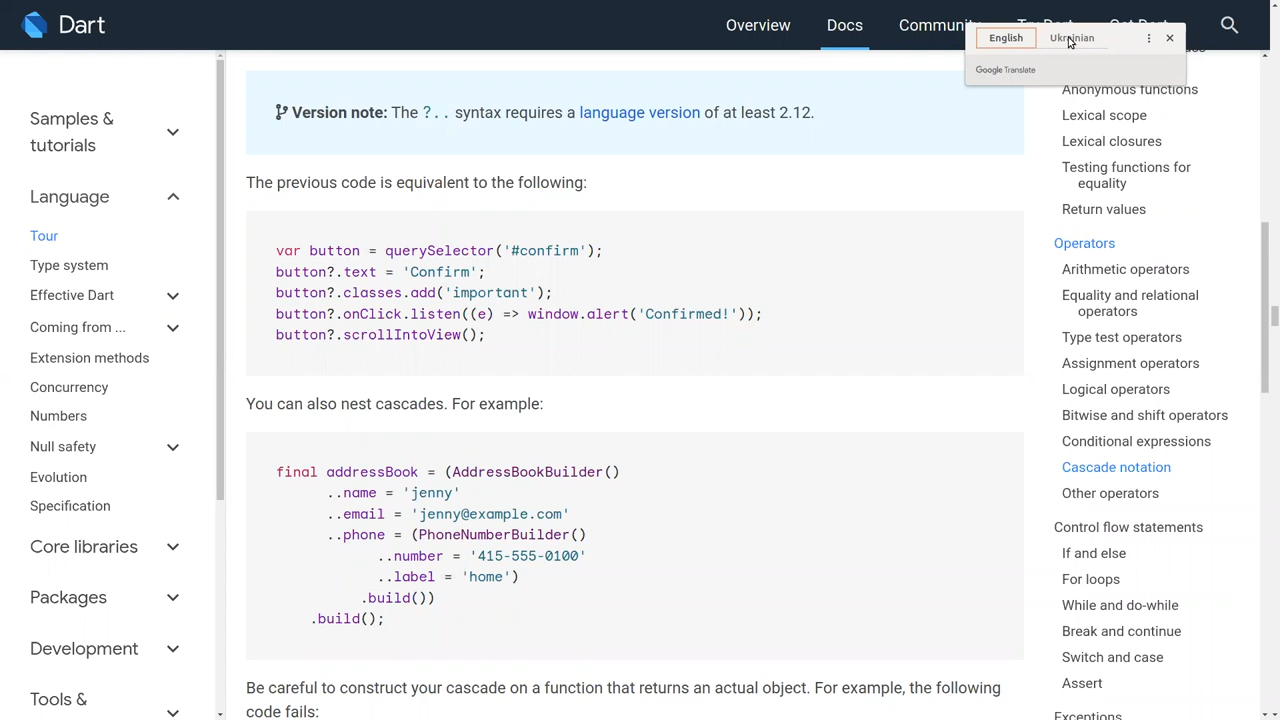 Dart
Overview
Docs
English
Ukrainian
Google Translate
Samples &
tutorials
Language
Tour
Type system
Effective Dart
Coming from ...
Extension methods
Concurrency
Numbers
Null safety
Evolution
Specification
Core libraries
Packages
Development
Tools &
Version note: The ?.. syntax requires a language version of at least 2.12.
The previous code is equivalent to the following:
var button = querySelector('#confirm');
button?.text = 'Confirm';
button?.classes.add('important');
button?.onClick.listen((e) => window.alert('Confirmed!'));
button?.scrollIntoView();
You can also nest cascades. For example:
final addressBook = (AddressBookBuilder()
      ..name = 'jenny'
      ..email = 'jenny@example.com'
      ..phone = (PhoneNumberBuilder()
            ..number = '415-555-0100'
            ..label = 'home')
          .build())
    .build();
Be careful to construct your cascade on a function that returns an actual object. For example, the following
code fails:
Anonymous functions
Lexical scope
Lexical closures
Testing functions for
equality
Return values
Operators
Arithmetic operators
Equality and relational
operators
Type test operators
Assignment operators
Logical operators
Bitwise and shift operators
Conditional expressions
Cascade notation
Other operators
Control flow statements
If and else
For loops
While and do-while
Break and continue
Switch and case
Assert
Exceptions